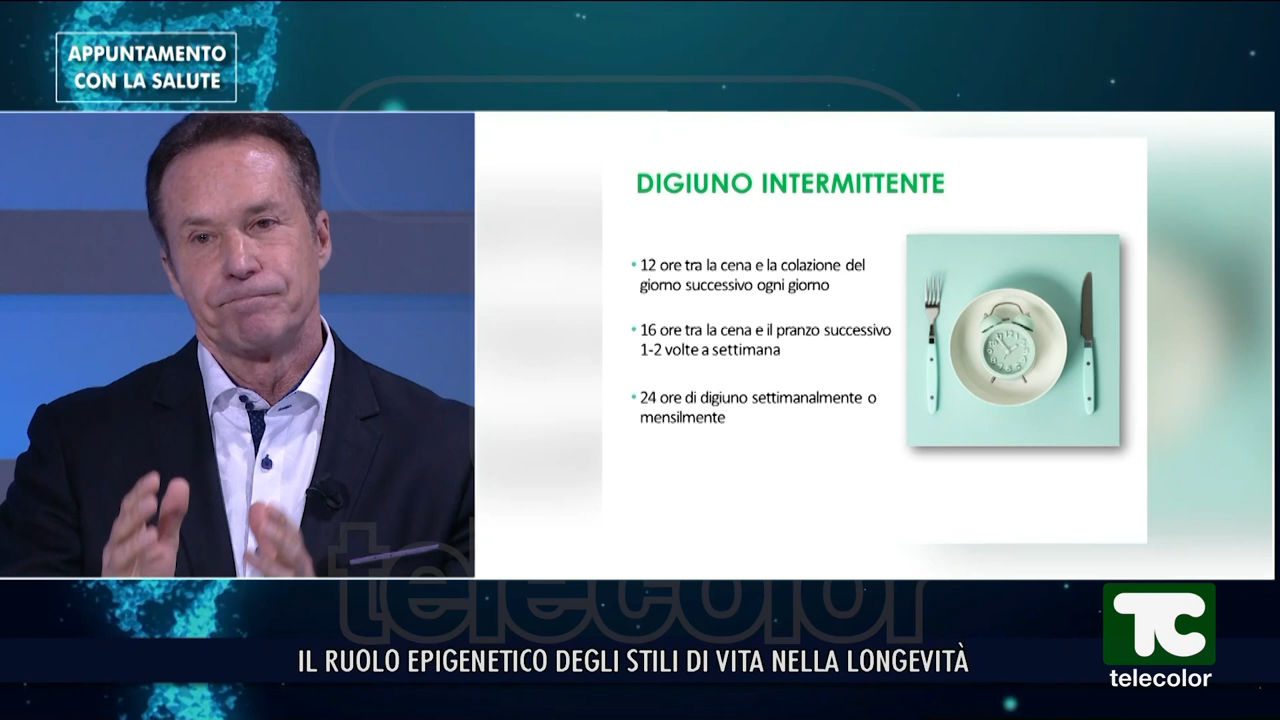 APPUNTAMENTO
CON LA SALUTE
DIGIUNO INTERMITTENTE
• 12 ore tra la cena e la colazione del
giorno successivo ogni giorno
• 16 ore tra la cena e il pranzo successivo
1-2 volte a settimana
• 24 ore di digiuno settimanalmente o
mensilmente
telecolor
IL RUOLO EPIGENETICO DEGLI STILI DI VITA NELLA LONGEVITÀ
TC
telecolor